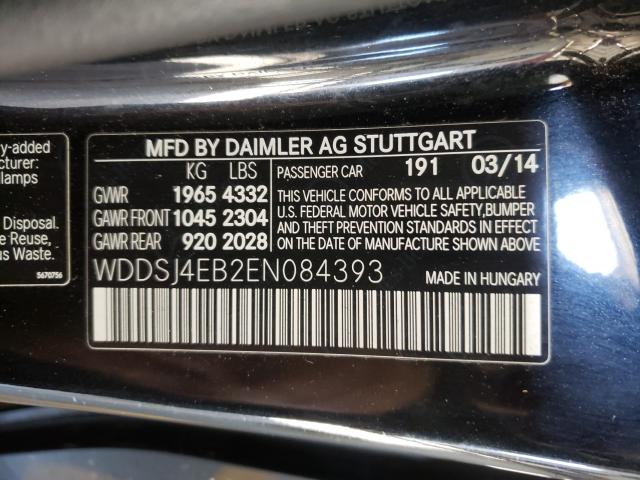 y-added
cturer:
llamps
Disposal.
e Reuse,
us Waste.
5670756
MFD BY DAIMLER AG STUTTGART
KG LBS PASSENGER CAR 191 03/14
GVWR 1965 4332
GAWR FRONT 1045 2304
GAWR REAR 920 2028
THIS VEHICLE CONFORMS TO ALL APPLICABLE
U.S. FEDERAL MOTOR VEHICLE SAFETY,BUMPER
AND THEFT PREVENTION STANDARDS IN EFFECT
ON THE DATE OF MANUFACTURE SHOWN ABOVE.
WDDSJ4EB2EN084393 MADE IN HUNGARY